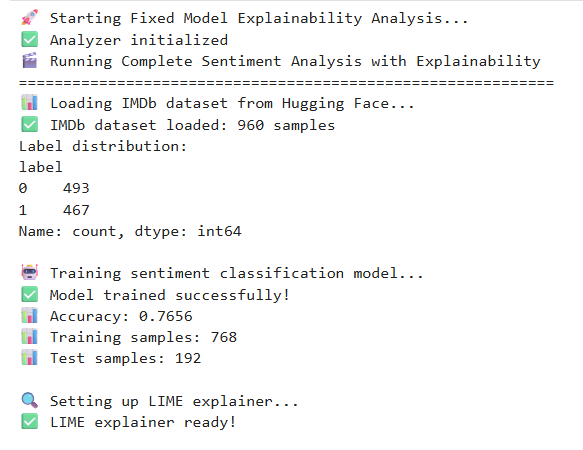 🚀 Starting Fixed Model Explainability Analysis...
✅ Analyzer initialized
🎬 Running Complete Sentiment Analysis with Explainability
============================================================
📊 Loading IMDb dataset from Hugging Face...
✅ IMDb dataset loaded: 960 samples
Label distribution:
label
0    493
1    467
Name: count, dtype: int64

🤖 Training sentiment classification model...
✅ Model trained successfully!
📊 Accuracy: 0.7656
📊 Training samples: 768
📊 Test samples: 192

🔍 Setting up LIME explainer...
✅ LIME explainer ready!